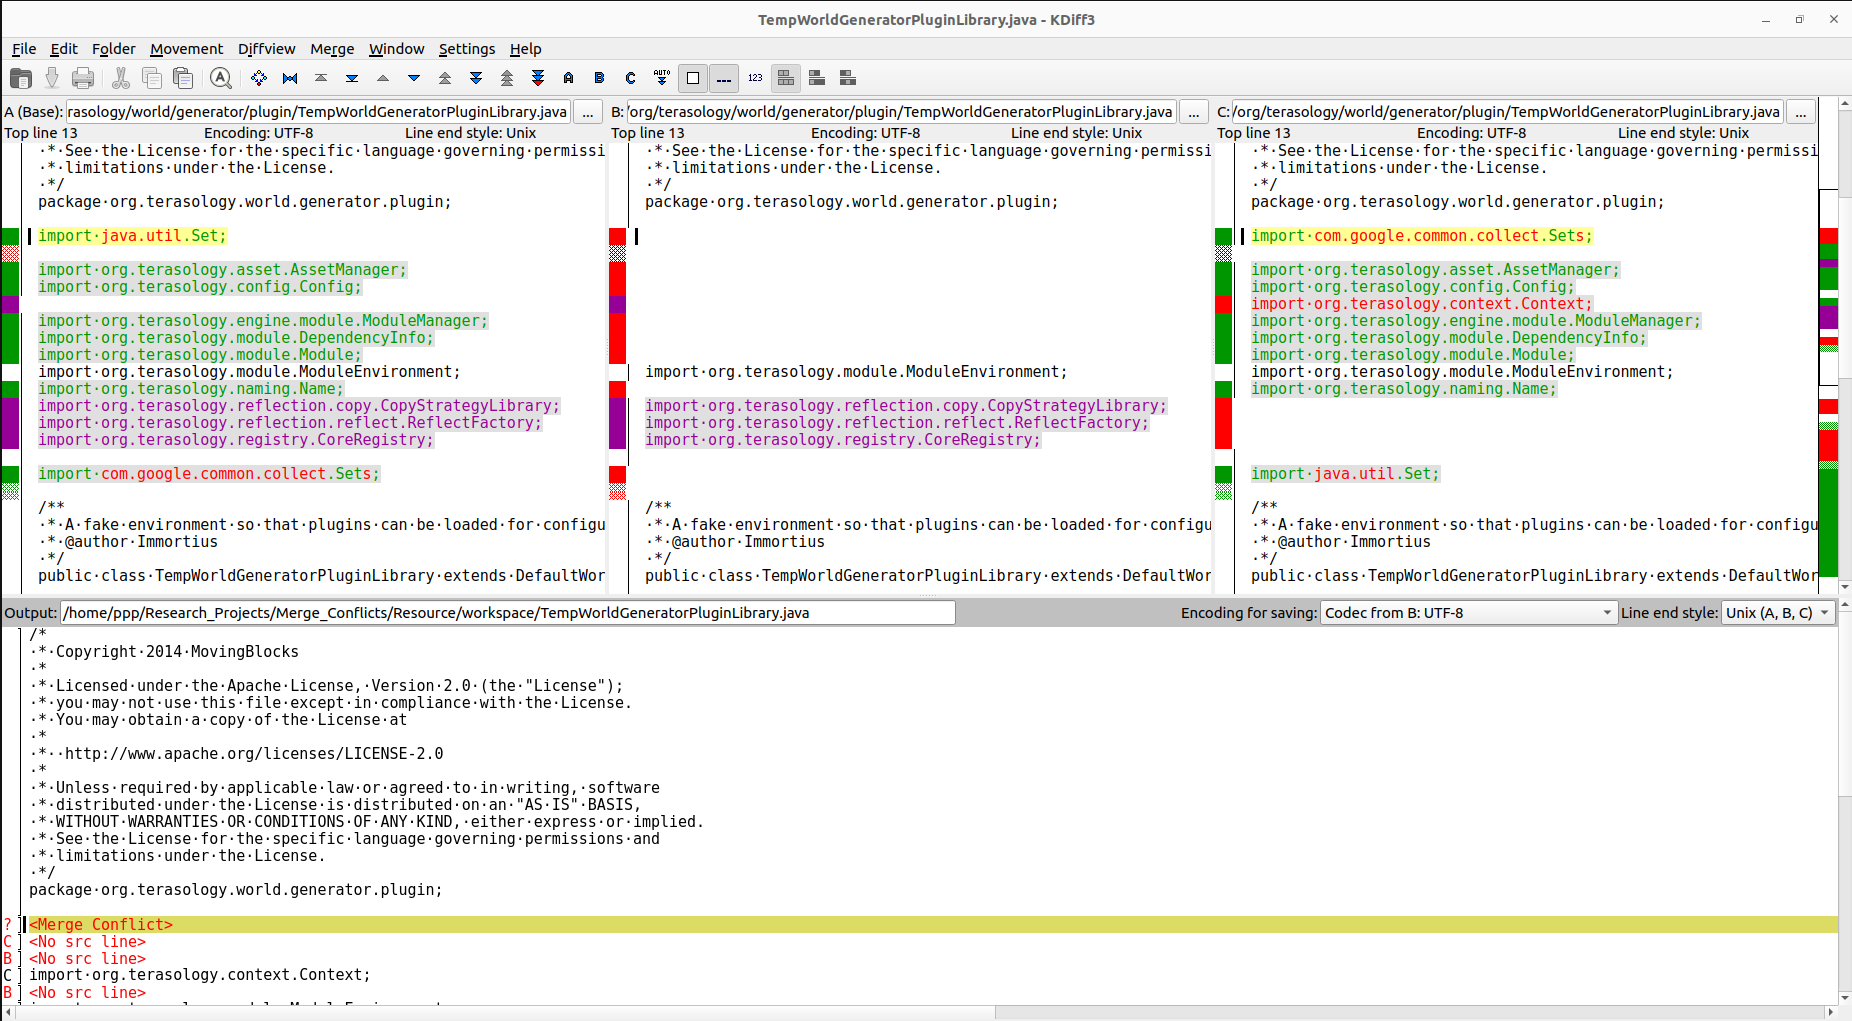 TempWorldGeneratorPluginLibrary.java - KDiff3
File Edit Folder Movement Diffview Merge Window Settings Help
A B C AUTO 123
A (Base): rasology/world/generator/plugin/TempWorldGeneratorPluginLibrary.java ...
Top line 13 Encoding: UTF-8 Line end style: Unix
·*·See·the·License·for·the·specific·language·governing·permissi
·*·limitations·under·the·License.
·*/
package·org.terasology.world.generator.plugin;
import·java.util.Set;
import·org.terasology.asset.AssetManager;
import·org.terasology.config.Config;
import·org.terasology.engine.module.ModuleManager;
import·org.terasology.module.DependencyInfo;
import·org.terasology.module.Module;
import·org.terasology.module.ModuleEnvironment;
import·org.terasology.naming.Name;
import·org.terasology.reflection.copy.CopyStrategyLibrary;
import·org.terasology.reflection.reflect.ReflectFactory;
import·org.terasology.registry.CoreRegistry;
import·com.google.common.collect.Sets;
/**
·*·A·fake·environment·so·that·plugins·can·be·loaded·for·configu
·*·@author·Immortius
·*/
public·class·TempWorldGeneratorPluginLibrary·extends·DefaultWor
B: /org/terasology/world/generator/plugin/TempWorldGeneratorPluginLibrary.java ...
Top line 13 Encoding: UTF-8 Line end style: Unix
·*·See·the·License·for·the·specific·language·governing·permissi
·*·limitations·under·the·License.
·*/
package·org.terasology.world.generator.plugin;
import·org.terasology.module.ModuleEnvironment;
import·org.terasology.reflection.copy.CopyStrategyLibrary;
import·org.terasology.reflection.reflect.ReflectFactory;
import·org.terasology.registry.CoreRegistry;
/**
·*·A·fake·environment·so·that·plugins·can·be·loaded·for·configu
·*·@author·Immortius
·*/
public·class·TempWorldGeneratorPluginLibrary·extends·DefaultWor
C: /org/terasology/world/generator/plugin/TempWorldGeneratorPluginLibrary.java ...
Top line 13 Encoding: UTF-8 Line end style: Unix
·*·See·the·License·for·the·specific·language·governing·permissi
·*·limitations·under·the·License.
·*/
package·org.terasology.world.generator.plugin;
import·com.google.common.collect.Sets;
import·org.terasology.asset.AssetManager;
import·org.terasology.config.Config;
import·org.terasology.context.Context;
import·org.terasology.engine.module.ModuleManager;
import·org.terasology.module.DependencyInfo;
import·org.terasology.module.Module;
import·org.terasology.module.ModuleEnvironment;
import·org.terasology.naming.Name;
import·java.util.Set;
/**
·*·A·fake·environment·so·that·plugins·can·be·loaded·for·configu
·*·@author·Immortius
·*/
public·class·TempWorldGeneratorPluginLibrary·extends·DefaultWor
Output: /home/ppp/Research_Projects/Merge_Conflicts/Resource/workspace/TempWorldGeneratorPluginLibrary.java Encoding for saving: Codec from B: UTF-8 Line end style: Unix (A, B, C)
/*
·*·Copyright·2014·MovingBlocks
·*
·*·Licensed·under·the·Apache·License,·Version·2.0·(the·"License");
·*·you·may·not·use·this·file·except·in·compliance·with·the·License.
·*·You·may·obtain·a·copy·of·the·License·at
·*
·*··http://www.apache.org/licenses/LICENSE-2.0
·*
·*·Unless·required·by·applicable·law·or·agreed·to·in·writing,·software
·*·distributed·under·the·License·is·distributed·on·an·"AS·IS"·BASIS,
·*·WITHOUT·WARRANTIES·OR·CONDITIONS·OF·ANY·KIND,·either·express·or·implied.
·*·See·the·License·for·the·specific·language·governing·permissions·and
·*·limitations·under·the·License.
·*/
package·org.terasology.world.generator.plugin;
? <Merge Conflict>
C <No src line>
B <No src line>
C import·org.terasology.context.Context;
B <No src line>